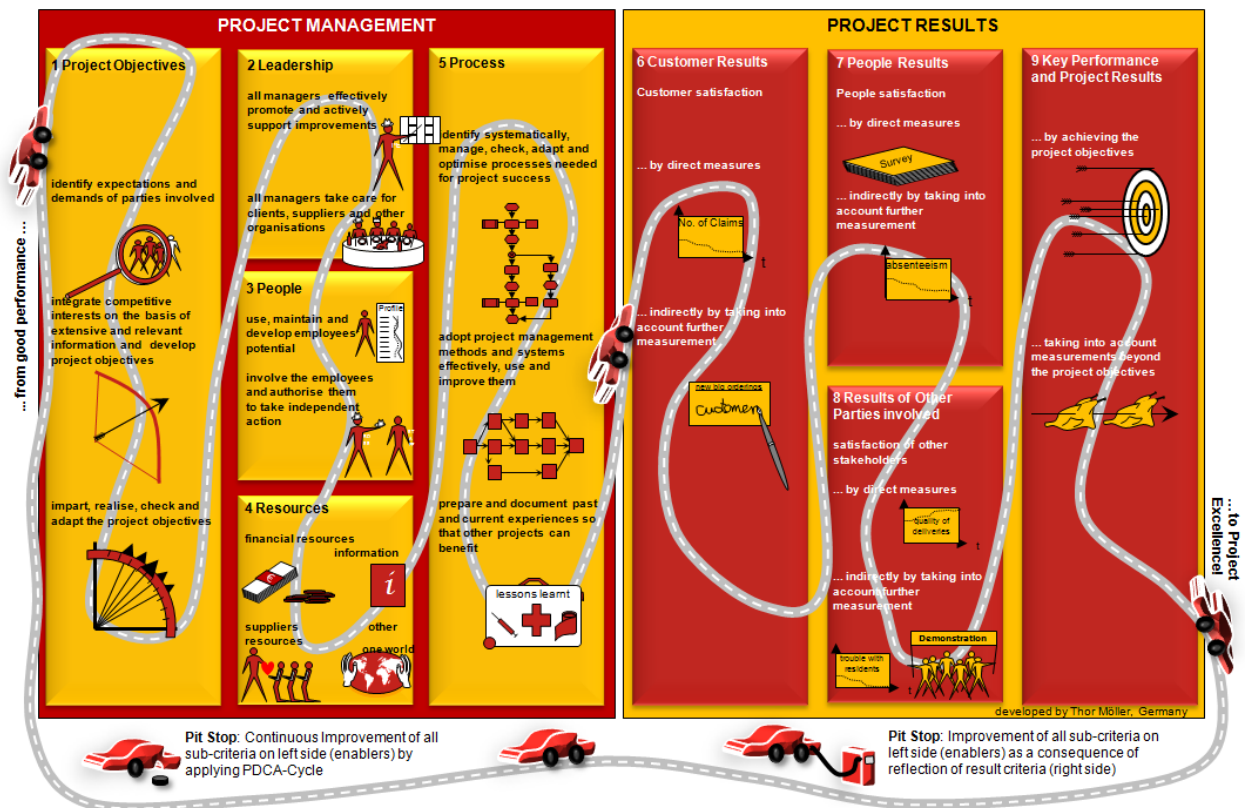 PROJECT MANAGEMENT
1 Project Objectives
identify expectations and
demands of parties involved
integrate competitive
interests on the basis of
extensive and relevant
information and develop
project objectives
impart, realise, check and
adapt the project objectives
2 Leadership
all managers effectively
promote and actively
support improvements
all managers take care for
clients, suppliers and other
organisations
3 People
use, maintain and
develop employees
potential
Profile
involve the employees
and authorise them
to take independent
action
4 Resources
financial resources
information
€
i
suppliers
resources
other
one world
5 Process
identify systematically,
manage, check, adapt and
optimise processes needed
for project success
adopt project management
methods and systems
effectively, use and
improve them
prepare and document past
and current experiences so
that other projects can
benefit
lessons learnt
PROJECT RESULTS
6 Customer Results
Customer satisfaction
... by direct measures
No. of Claims
t
... indirectly by taking into
account further
measurement
new big orderings
customer
7 People Results
People satisfaction
... by direct measures
Survey
... indirectly by taking into
account further
measurement
absenteeism
t
8 Results of Other
Parties involved
satisfaction of other
stakeholders
... by direct measures
quality of
deliveries
t
... indirectly by taking into
account further
measurement
trouble with
residents
t
Demonstration
9 Key Performance
and Project Results
... by achieving the
project objectives
... taking into account
measurements beyond
the project objectives
developed by Thor Möller, Germany
... from good performance ...
...to Project
Excellence!
Pit Stop: Continuous Improvement of all
sub-criteria on left side (enablers) by
applying PDCA-Cycle
Pit Stop: Improvement of all sub-criteria on
left side (enablers) as a consequence of
reflection of result criteria (right side)